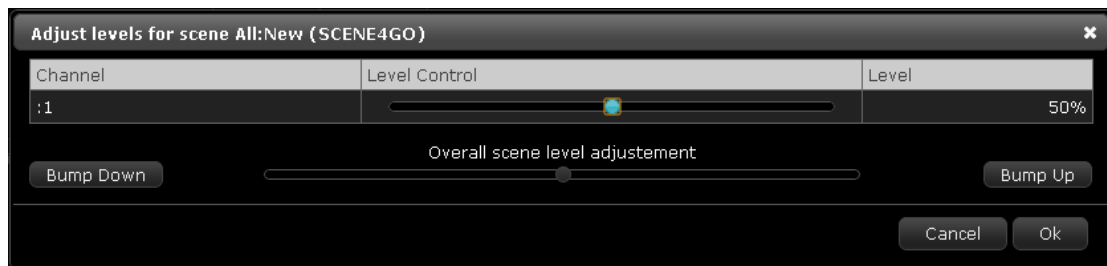 Adjust levels for scene All:New (SCENE4GO)
Channel Level Control Level
:1 50%
Overall scene level adjustement
Bump Down Bump Up
Cancel Ok